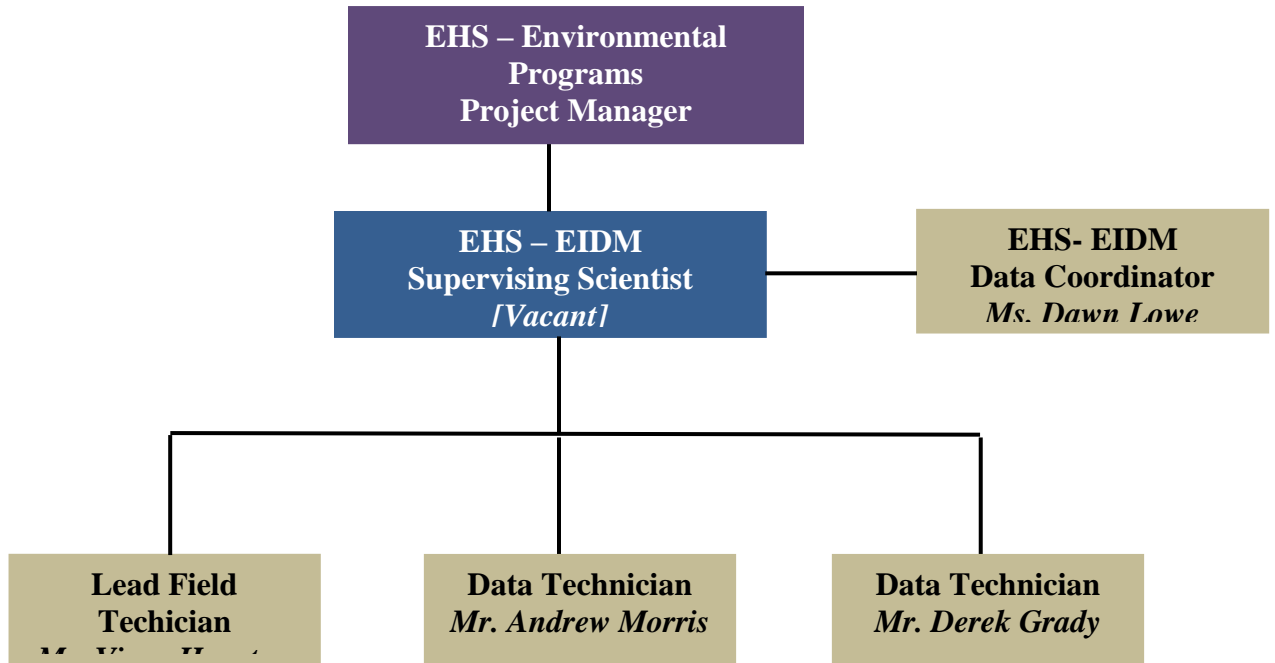 EHS – Environmental
Programs
Project Manager
EHS – EIDM
Supervising Scientist
[Vacant]
EHS- EIDM
Data Coordinator
Ms. Dawn Lowe
Lead Field
Techician
Data Technician
Mr. Andrew Morris
Data Technician
Mr. Derek Grady